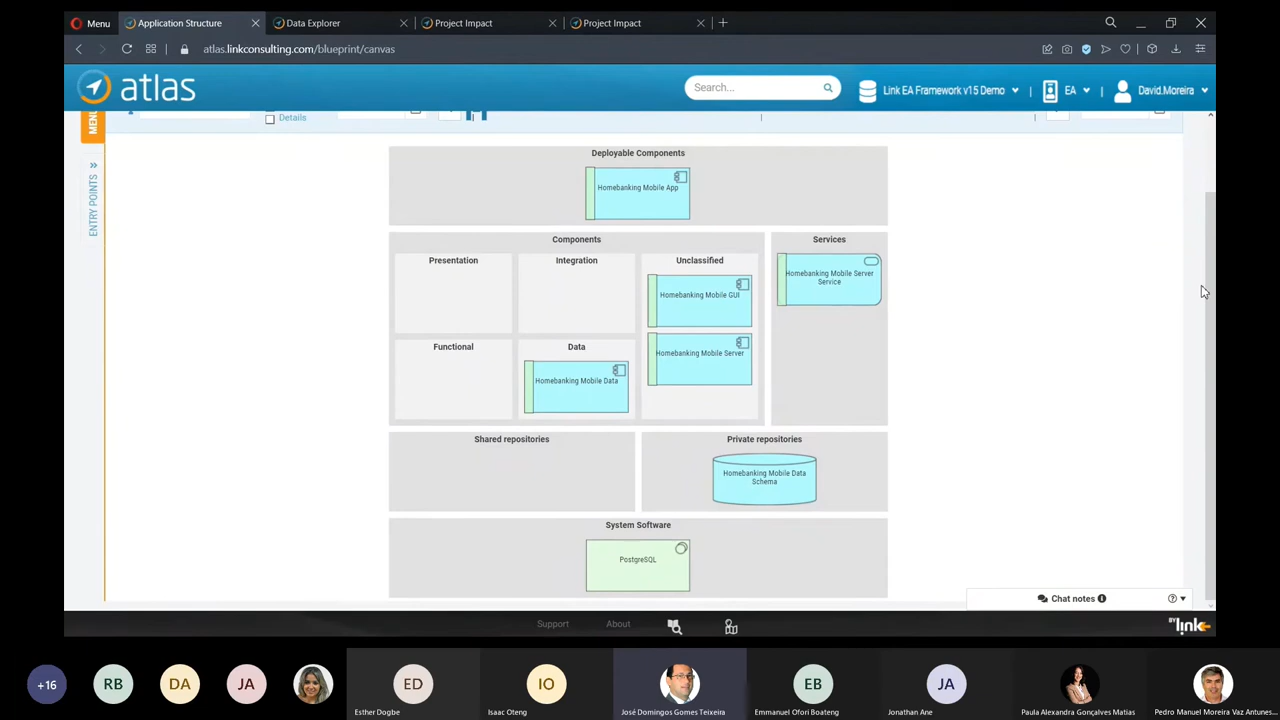 Menu
Application Structure
Data Explorer
Project Impact
Project Impact
atlas.linkconsulting.com/blueprint/canvas
atlas
Search...
Link EA Framework v15 Demo
EA
David.Moreira
MENU
Details
ENTRY POINTS
Deployable Components
Homebanking Mobile App
Components
Services
Presentation
Integration
Unclassified
Homebanking Mobile GUI
Homebanking Mobile Server
Service
Functional
Data
Homebanking Mobile Server
Homebanking Mobile Data
Shared repositories
Private repositories
Homebanking Mobile Data
Schema
System Software
PostgreSQL
Chat notes
Support
About
BY link
+16
RB
DA
JA
ED
IO
EB
JA
Esther Dogbe
Isaac Oteng
José Domingos Gomes Teixeira
Emmanuel Ofori Boateng
Jonathan Ane
Paula Alexandra Gonçalves Matias
Pedro Manuel Moreira Vaz Antunes...